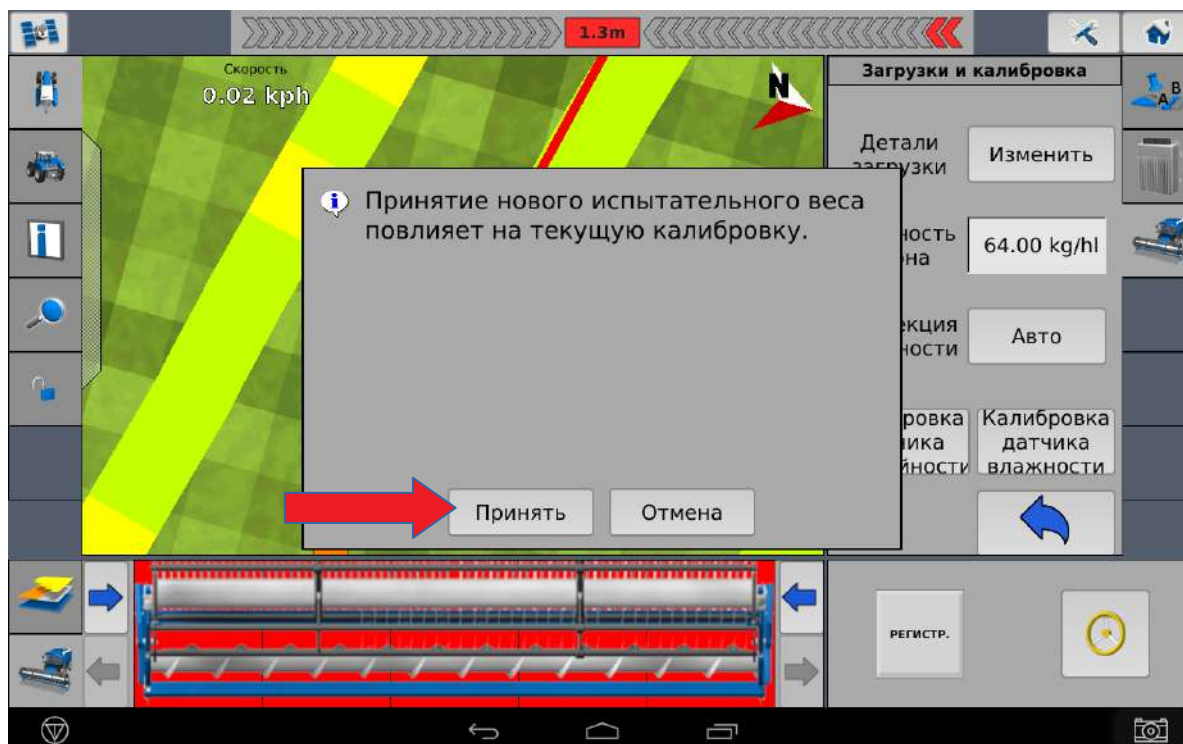 1.3m
Скорость
0.02 kph
N
Загрузки и калибровка
B
A
Детали
загрузки
Изменить
Принятие нового испытательного веса
повлияет на текущую калибровку.
64.00 kg/hl
Авто
Калибровка
датчика
влажности
Принять
Отмена
РЕГИСТР.